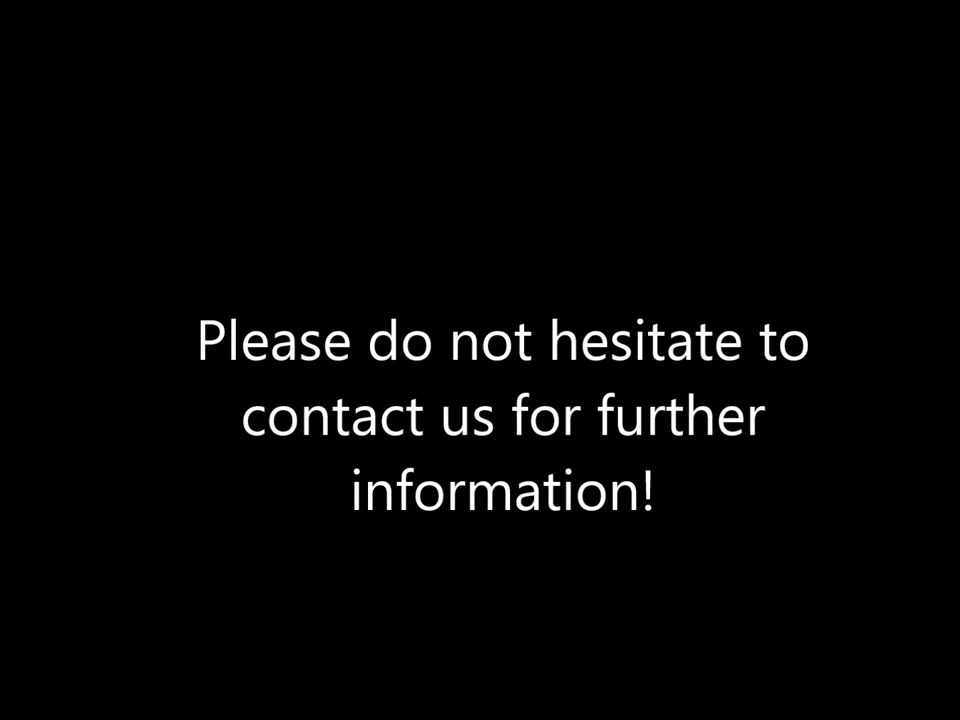 Please do not hesitate to
contact us for further
information!